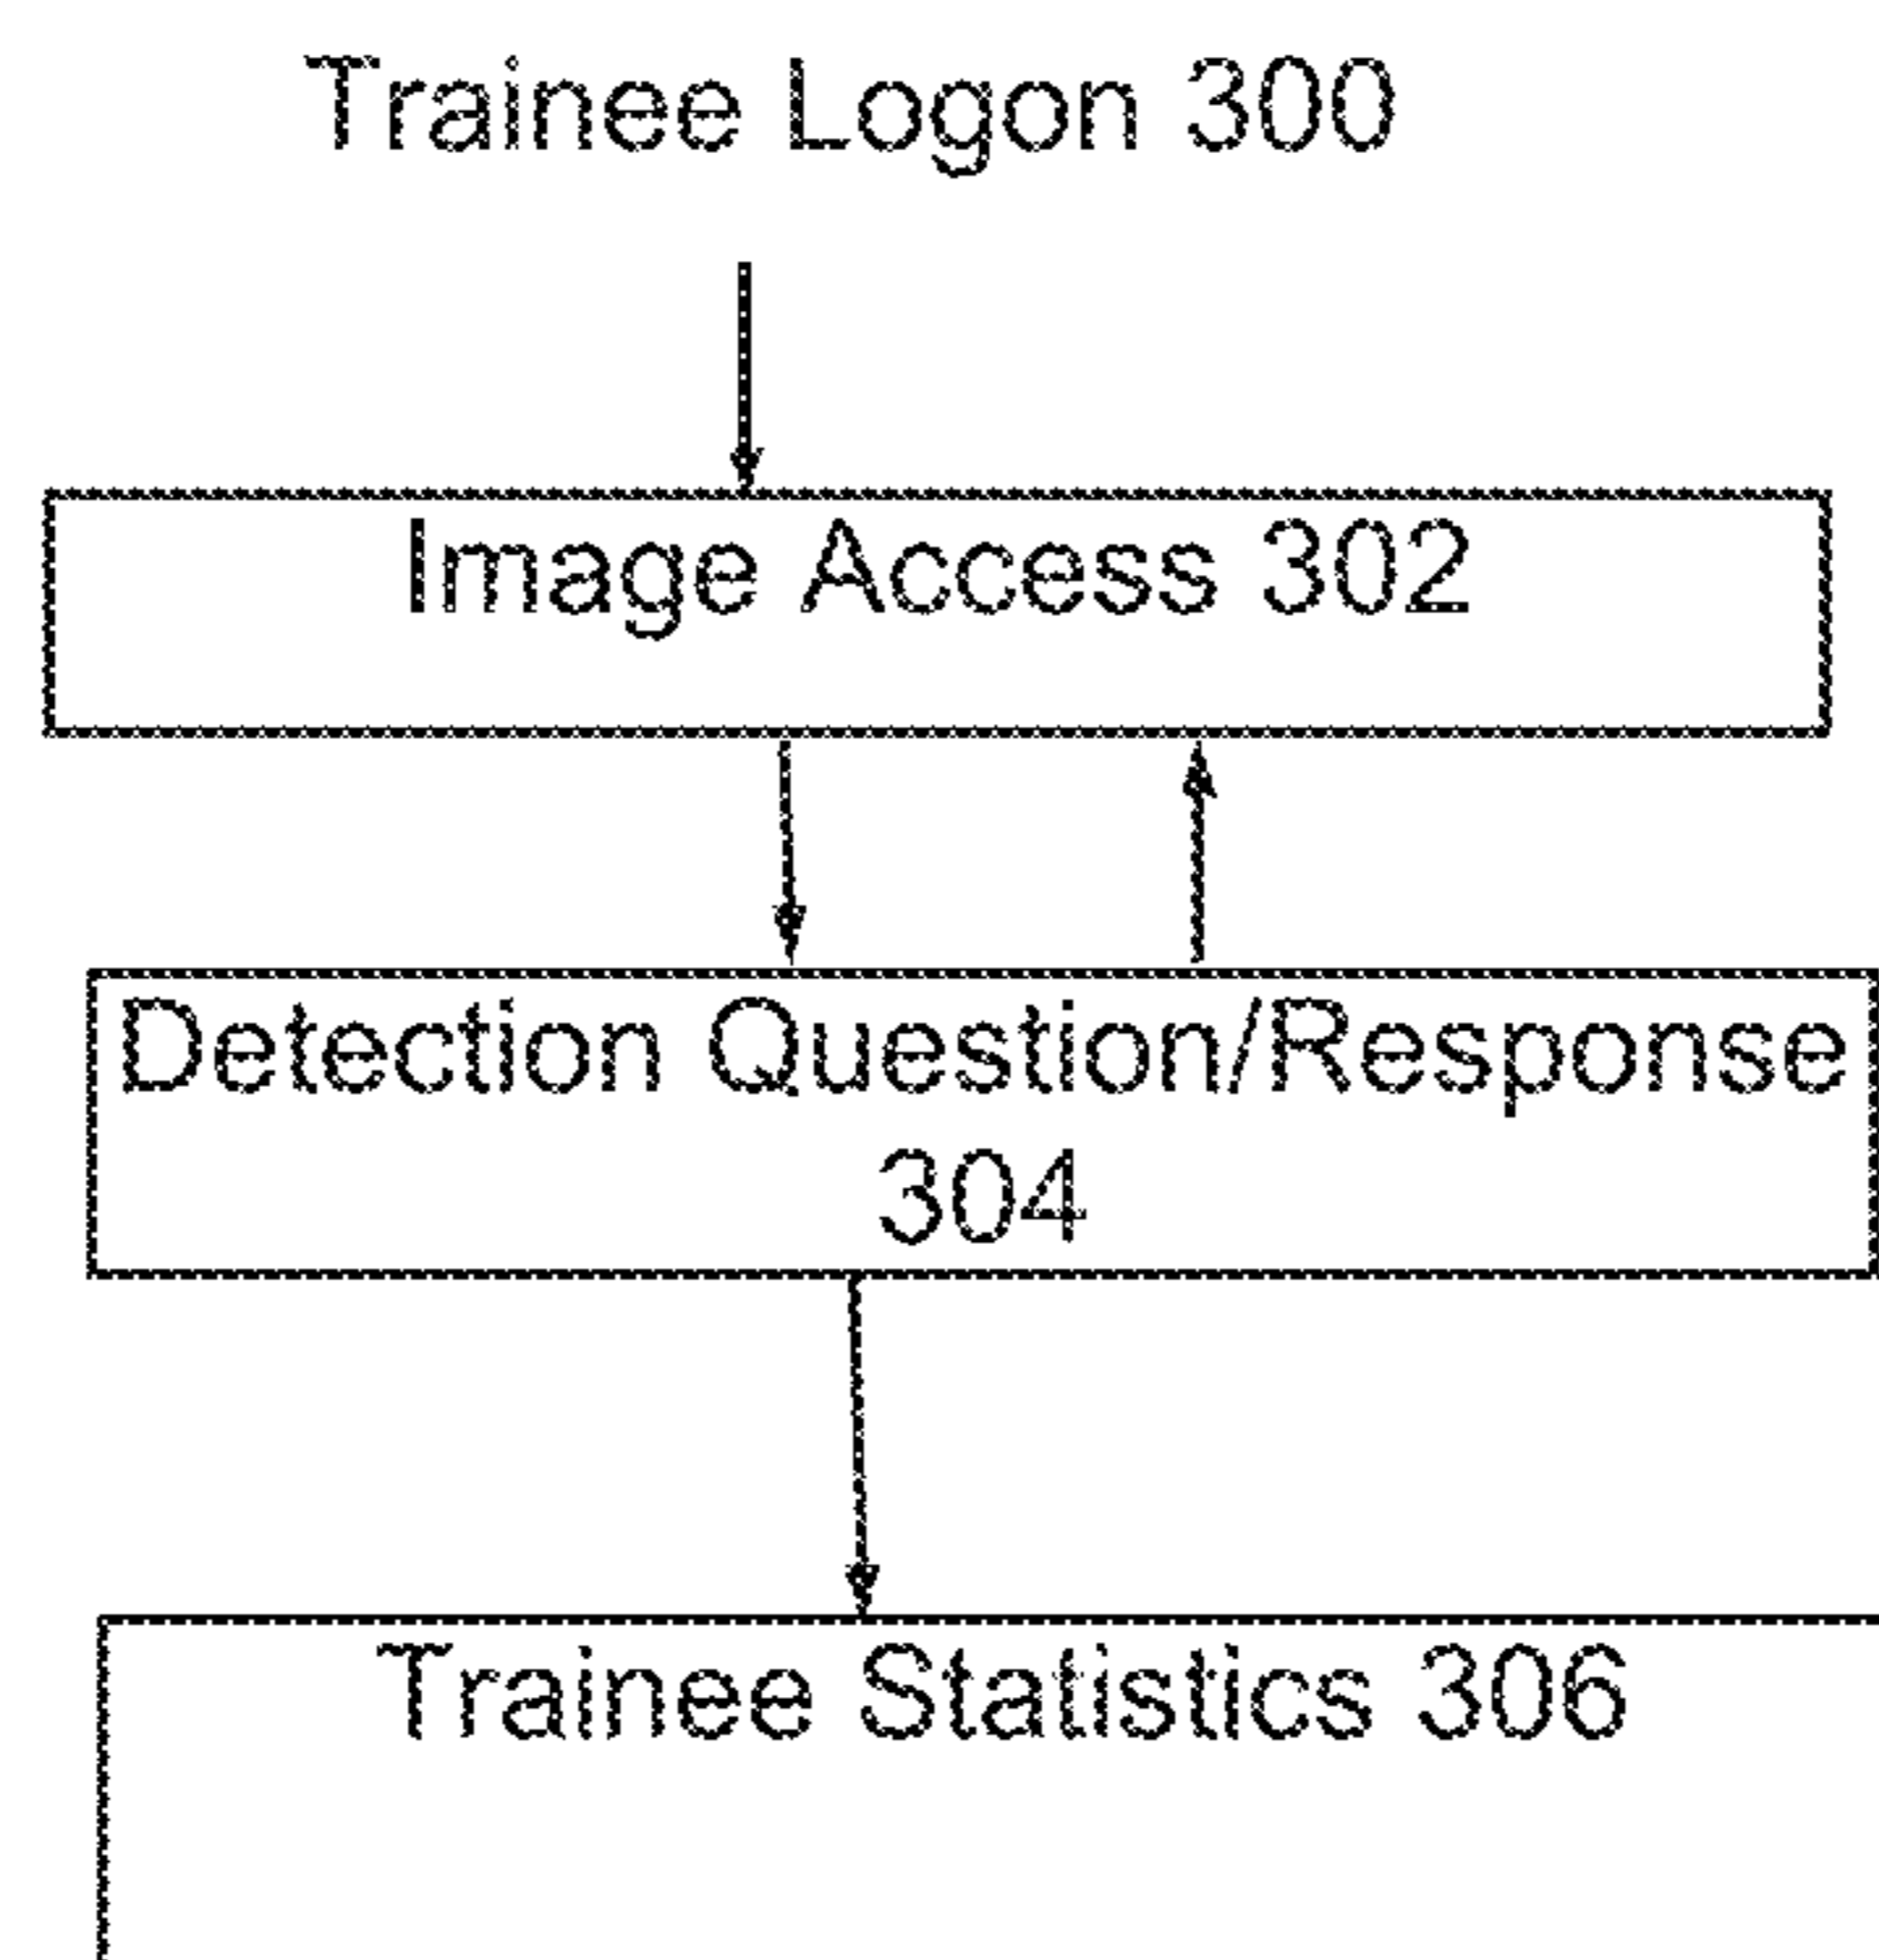 Trainee Logon 300
Image Access 302
Detection Question/Response
304
Trainee Statistics 306